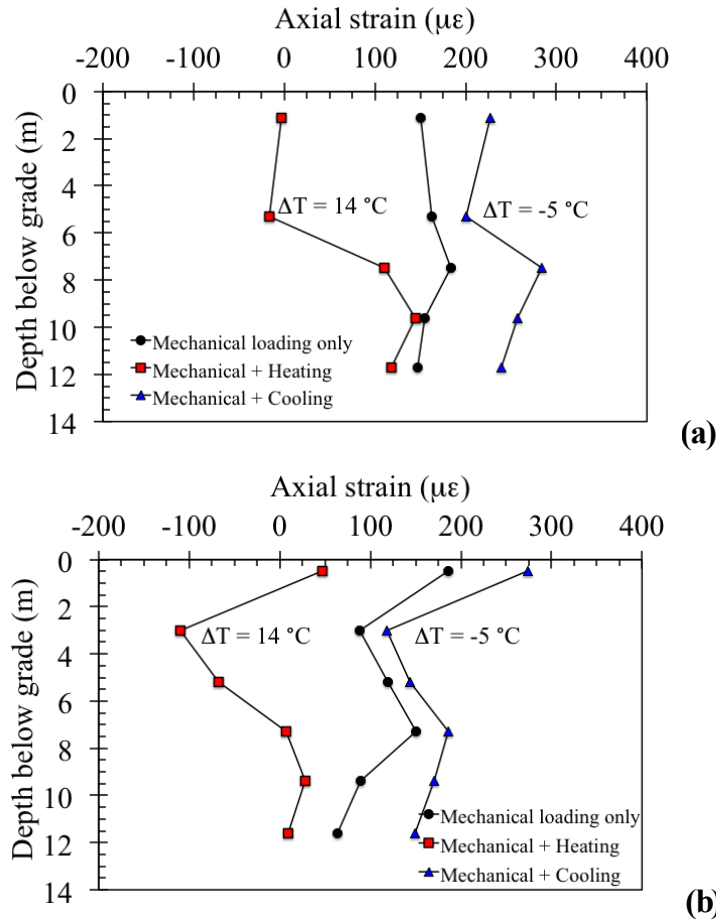 Axial strain (με)
-200 -100 0 100 200 300 400
Depth below grade (m)
0
2
4
6
8
10
12
14
ΔT = 14 °C
ΔT = -5 °C
Mechanical loading only
Mechanical + Heating
Mechanical + Cooling
(a)
Axial strain (με)
-200 -100 0 100 200 300 400
Depth below grade (m)
0
2
4
6
8
10
12
14
ΔT = 14 °C
ΔT = -5 °C
Mechanical loading only
Mechanical + Heating
Mechanical + Cooling
(b)